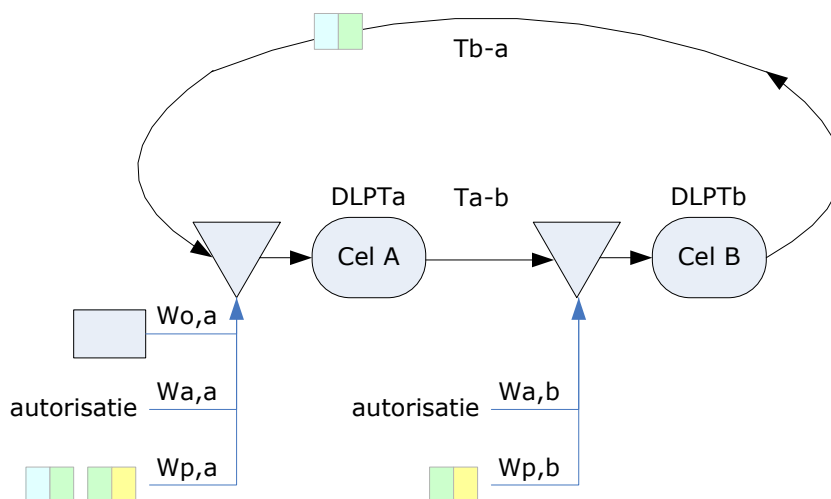 Tb-a
DLPTa
Ta-b
DLPTb
Cel A
Cel B
Wo,a
autorisatie
Wa,a
autorisatie
Wa,b
Wp,a
Wp,b